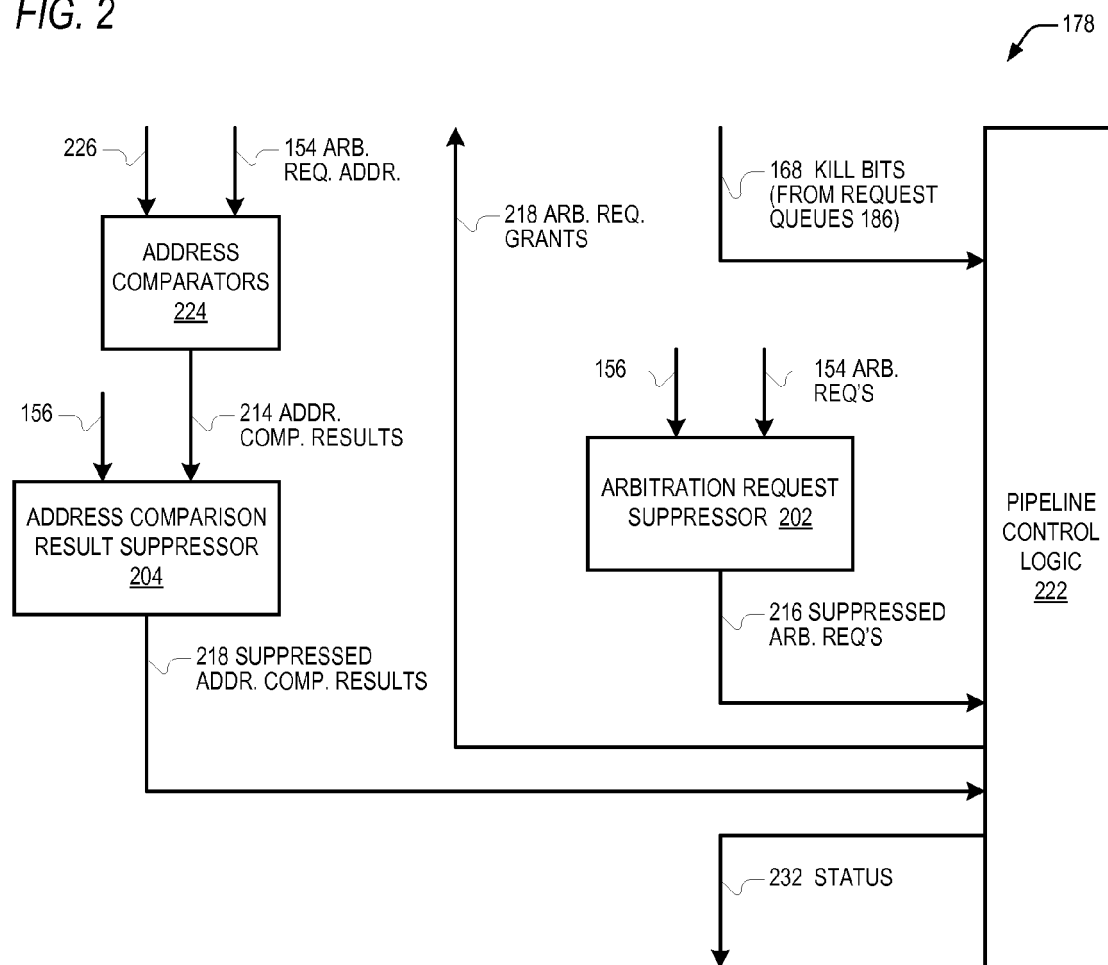 FIG. 2
178
226
154 ARB.
REQ. ADDR.
218 ARB. REQ.
GRANTS
168 KILL BITS
(FROM REQUEST
QUEUES 186)
ADDRESS
COMPARATORS
224
156
214 ADDR.
COMP. RESULTS
156
154 ARB.
REQ'S
ADDRESS COMPARISON
RESULT SUPPRESSOR
204
ARBITRATION REQUEST
SUPPRESSOR 202
PIPELINE
CONTROL
LOGIC
222
218 SUPPRESSED
ADDR. COMP. RESULTS
216 SUPPRESSED
ARB. REQ'S
232 STATUS